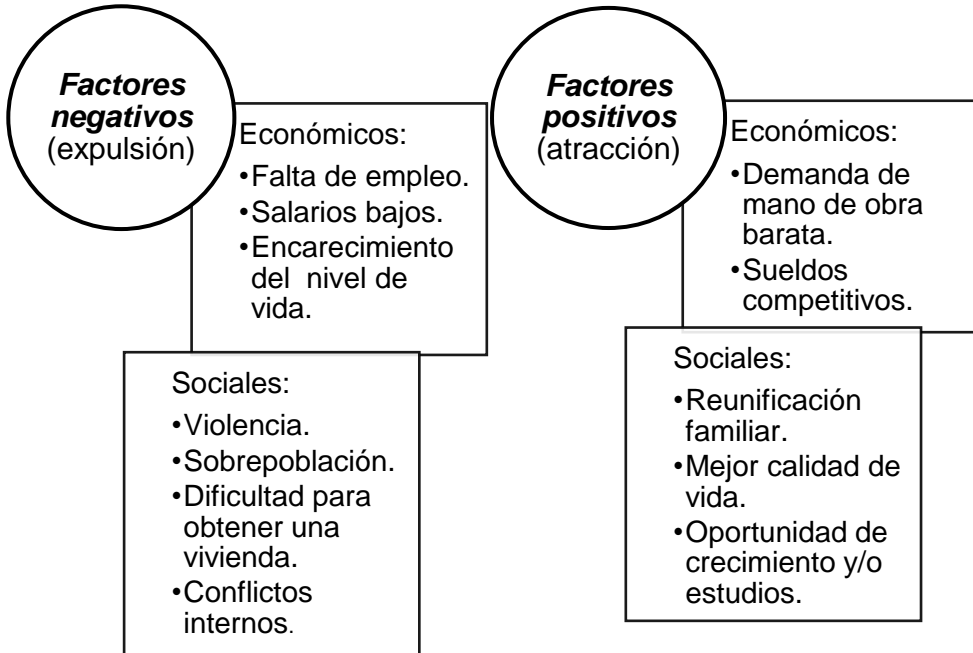 Factores
negativos
(expulsión)
Económicos:
•Falta de empleo.
•Salarios bajos.
•Encarecimiento
del nivel de
vida.
Sociales:
•Violencia.
•Sobrepoblación.
•Dificultad para
obtener una
vivienda.
•Conflictos
internos.
Factores
positivos
(atracción)
Económicos:
•Demanda de
mano de obra
barata.
•Sueldos
competitivos.
Sociales:
•Reunificación
familiar.
•Mejor calidad de
vida.
•Oportunidad de
crecimiento y/o
estudios.